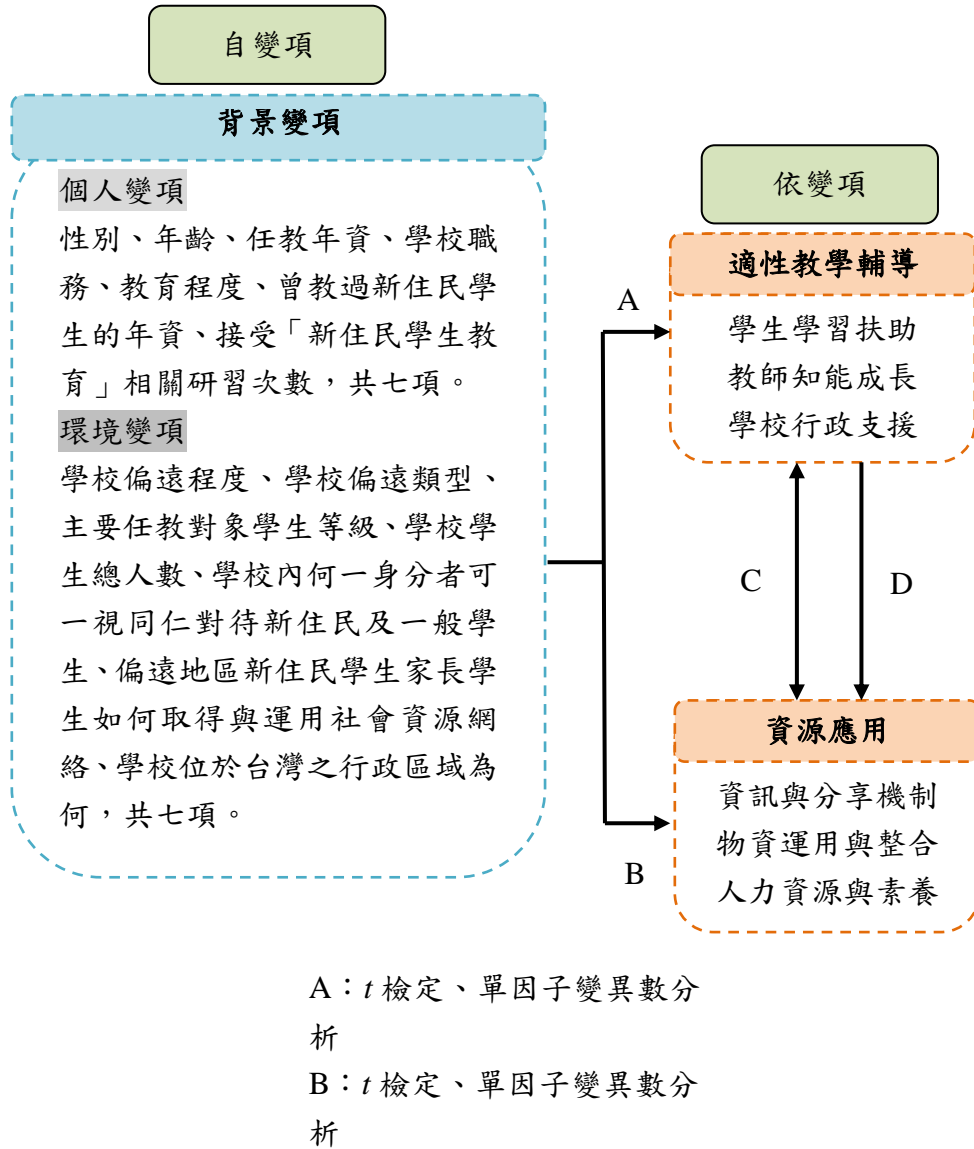 自變項
背景變項
個人變項
性別、年齡、任教年資、學校職
務、教育程度、曾教過新住民學
生的年資、接受「新住民學生教
育」相關研習次數，共七項。
環境變項
學校偏遠程度、學校偏遠類型、
主要任教對象學生等級、學校學
生總人數、學校內何一身分者可
一視同仁對待新住民及一般學
生、偏遠地區新住民學生家長學
生如何取得與運用社會資源網
絡、學校位於台灣之行政區域為
何，共七項。
依變項
適性教學輔導
學生學習扶助
教師知能成長
學校行政支援
A
C
D
B
資源應用
資訊與分享機制
物資運用與整合
人力資源與素養
A：t 檢定、單因子變異數分
析
B：t 檢定、單因子變異數分
析